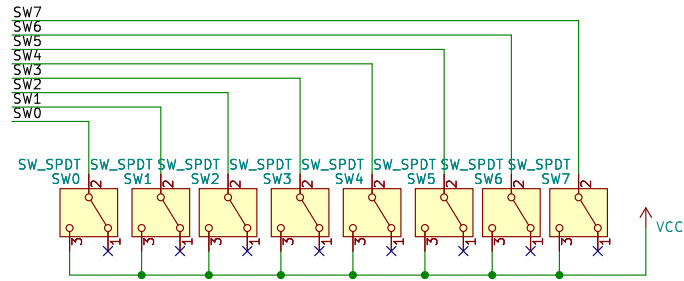 SW7
SW6
SW5
SW4
SW3
SW2
SW1
SW0
SW_SPDT SW_SPDT SW_SPDT SW_SPDT SW_SPDT SW_SPDT SW_SPDT SW_SPDT
SW0 SW1 SW2 SW3 SW4 SW5 SW6 SW7
2 2 2 2 2 2 2 2
3 1 3 1 3 1 3 1 3 1 3 1 3 1 3 1
VCC